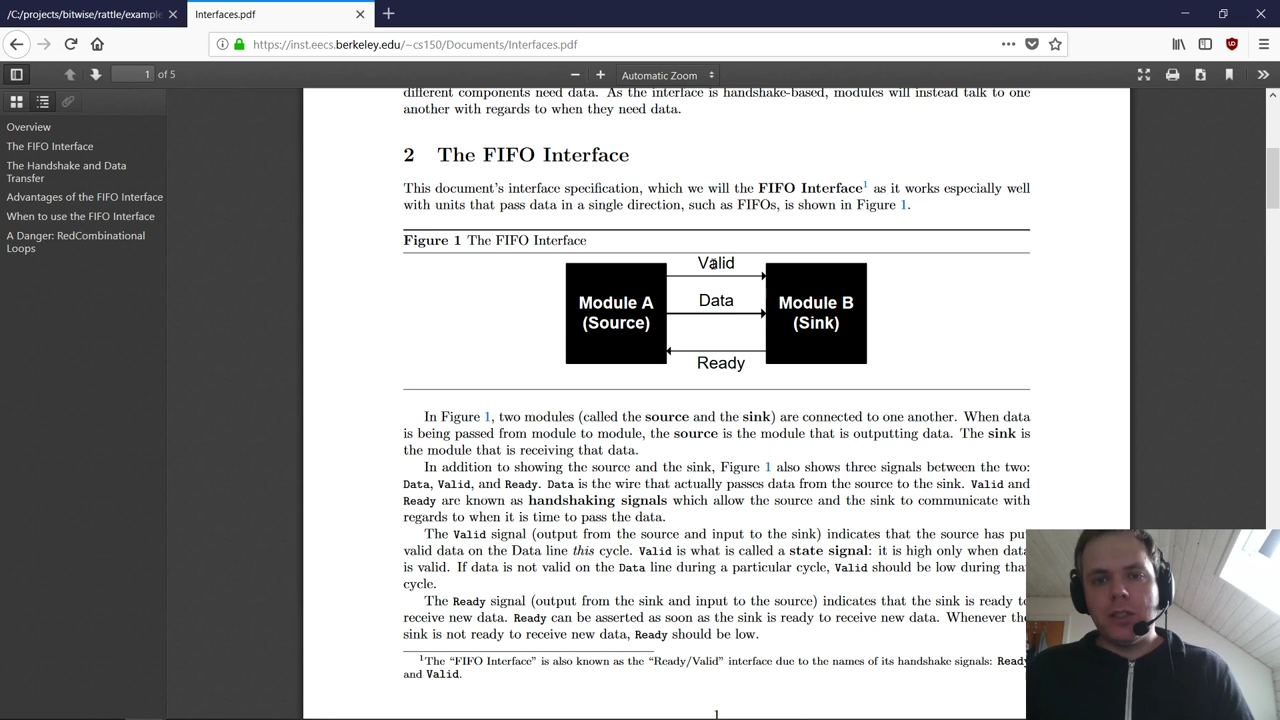 /C:/projects/bitwise/rattle/example
Interfaces.pdf
https://inst.eecs.berkeley.edu/~cs150/Documents/Interfaces.pdf
1 of 5
Automatic Zoom
Overview
The FIFO Interface
The Handshake and Data
Transfer
Advantages of the FIFO Interface
When to use the FIFO Interface
A Danger: RedCombinational
Loops
different components need data. As the interface is handshake-based, modules will instead talk to one
another with regards to when they need data.
2 The FIFO Interface
This document's interface specification, which we will the FIFO Interface1 as it works especially well
with units that pass data in a single direction, such as FIFOs, is shown in Figure 1.
Figure 1 The FIFO Interface
Valid
Module A
(Source)
Data
Module B
(Sink)
Ready
In Figure 1, two modules (called the source and the sink) are connected to one another. When data
is being passed from module to module, the source is the module that is outputting data. The sink is
the module that is receiving that data.
In addition to showing the source and the sink, Figure 1 also shows three signals between the two:
Data, Valid, and Ready. Data is the wire that actually passes data from the source to the sink. Valid and
Ready are known as handshaking signals which allow the source and the sink to communicate with
regards to when it is time to pass the data.
The Valid signal (output from the source and input to the sink) indicates that the source has pu
valid data on the Data line this cycle. Valid is what is called a state signal: it is high only when data
is valid. If data is not valid on the Data line during a particular cycle, Valid should be low during tha
cycle.
The Ready signal (output from the sink and input to the source) indicates that the sink is ready to
receive new data. Ready can be asserted as soon as the sink is ready to receive new data. Whenever the
sink is not ready to receive new data, Ready should be low.
1The "FIFO Interface" is also known as the "Ready/Valid" interface due to the names of its handshake signals: Ready
and Valid.
1